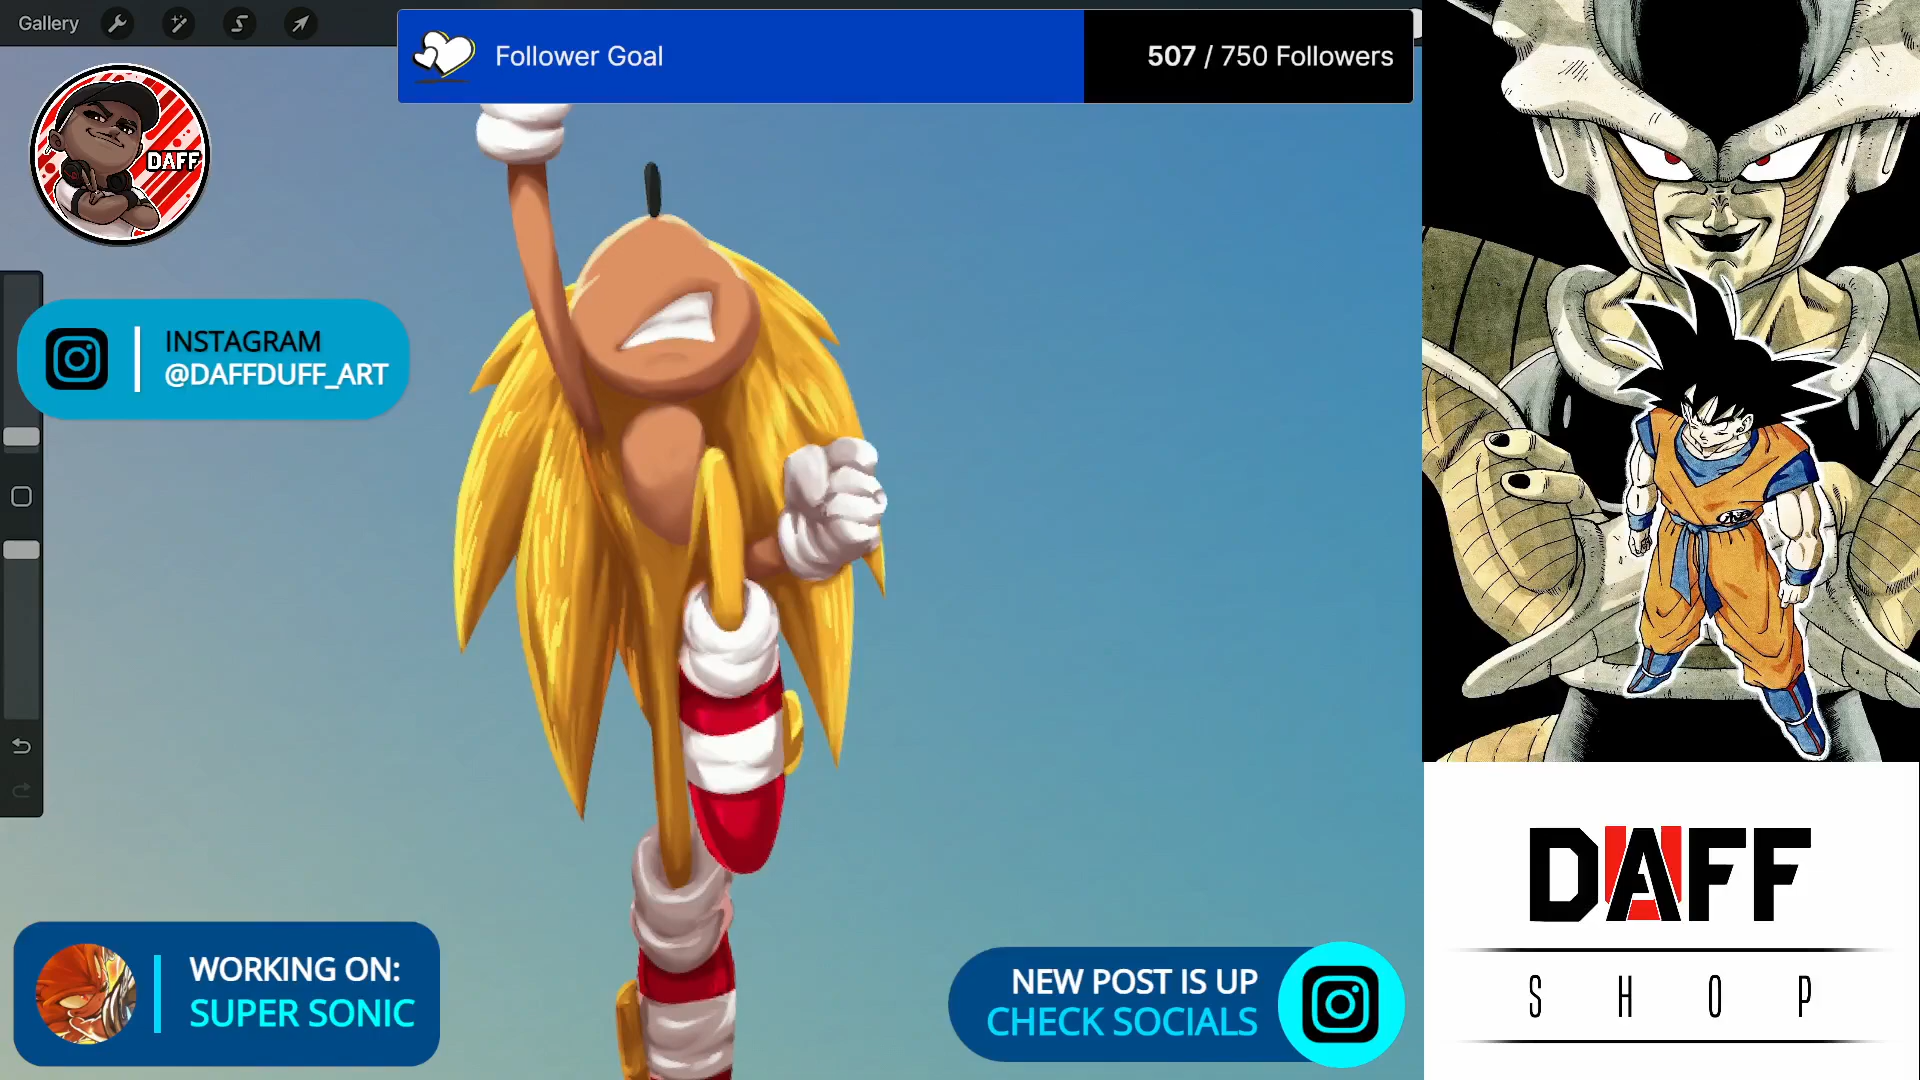 Gallery
Follower Goal
507 / 750 Followers
DAFF
INSTAGRAM
@DAFFDUFF_ART
WORKING ON:
SUPER SONIC
NEW POST IS UP
CHECK SOCIALS
DAFF
SHOP